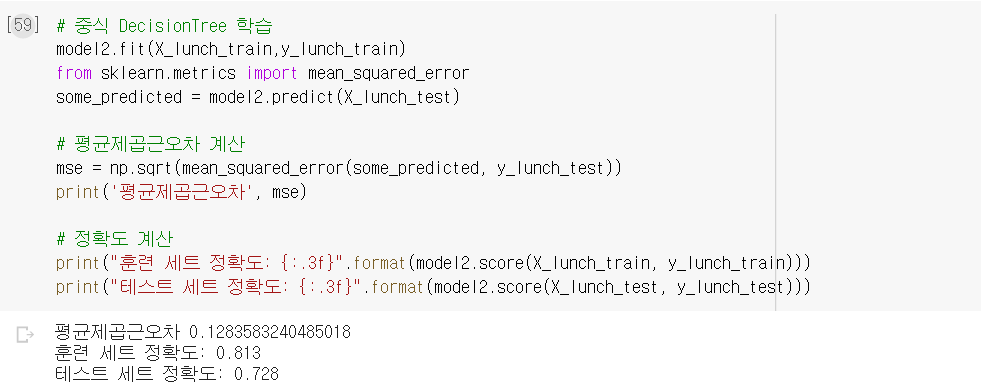 [59] # 중식 DecisionTree 학습
model2.fit(X_lunch_train,y_lunch_train)
from sklearn.metrics import mean_squared_error
some_predicted = model2.predict(X_lunch_test)
# 평균제곱근오차 계산
mse = np.sqrt(mean_squared_error(some_predicted, y_lunch_test))
print('평균제곱근오차', mse)
# 정확도 계산
print("훈련 세트 정확도: {:.3f}".format(model2.score(X_lunch_train, y_lunch_train)))
print("테스트 세트 정확도: {:.3f}".format(model2.score(X_lunch_test, y_lunch_test)))
평균제곱근오차 0.1283583240485018
훈련 세트 정확도: 0.813
테스트 세트 정확도: 0.728